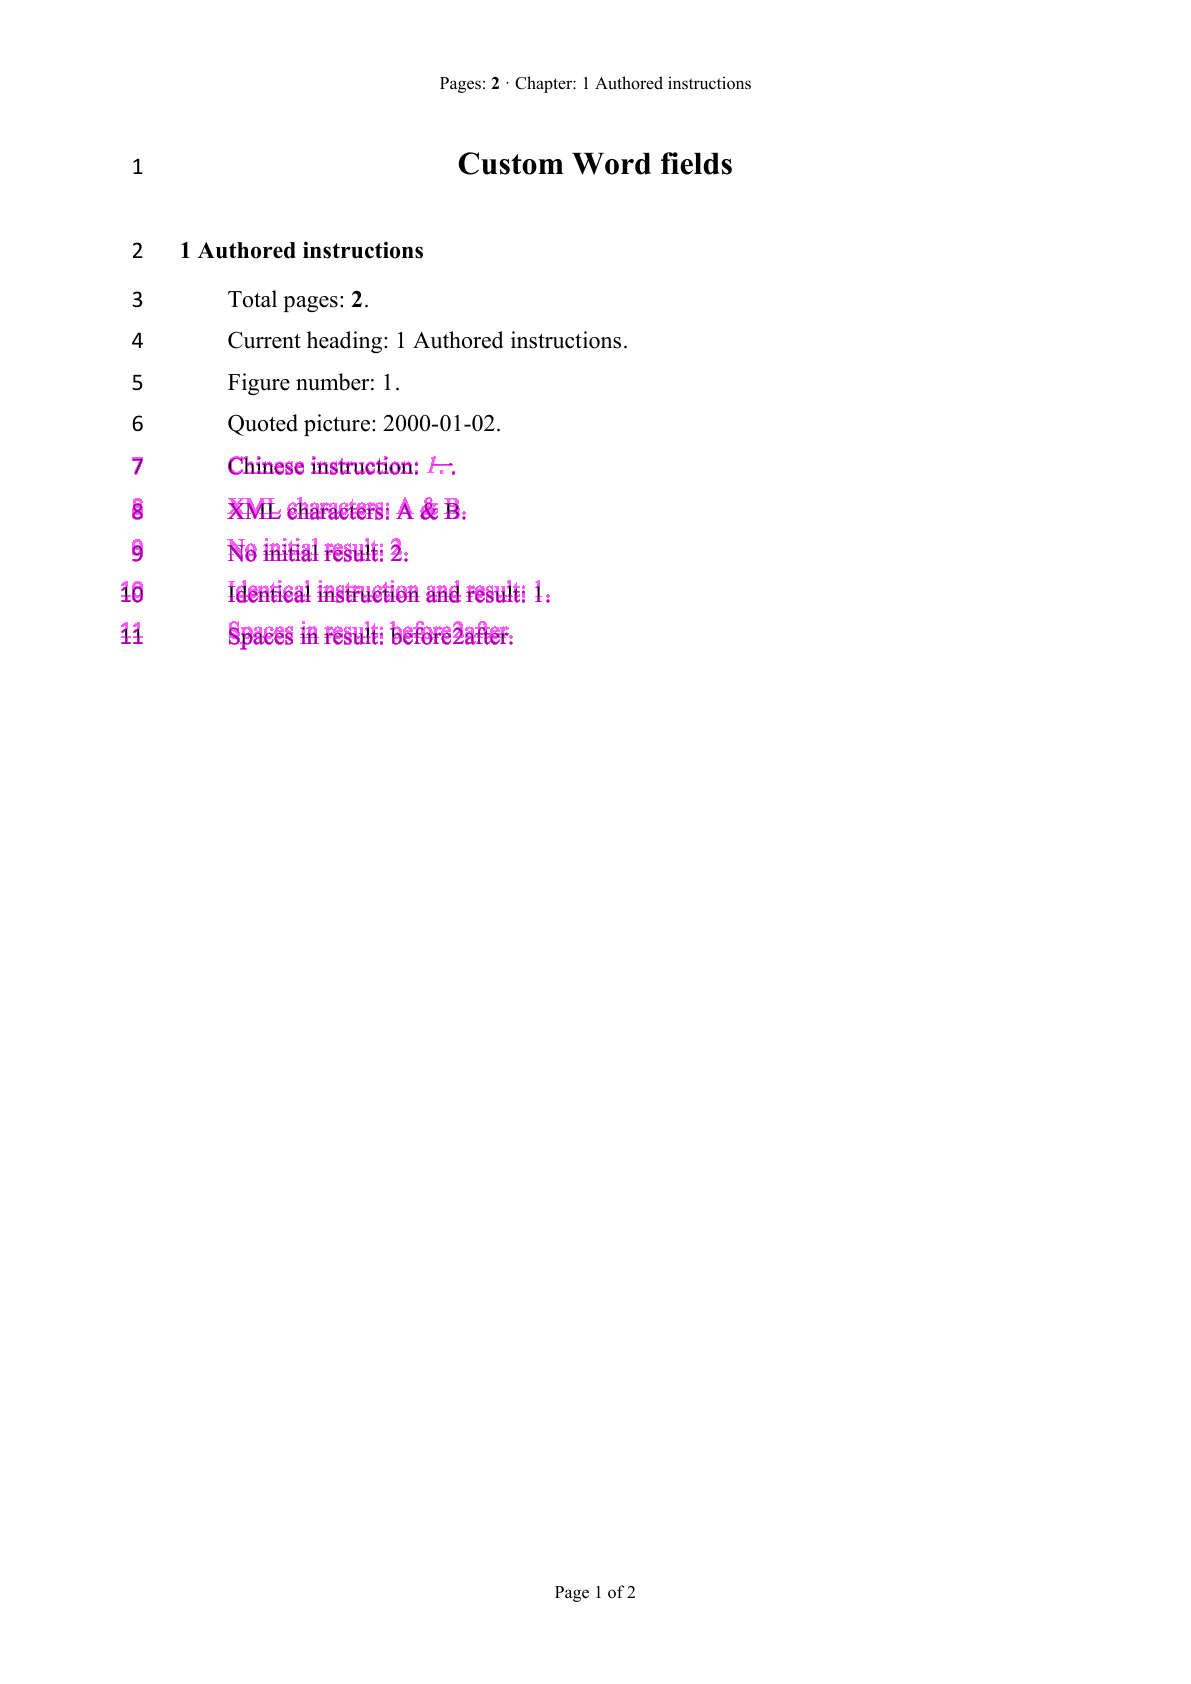 Pages: 2 · Chapter: 1 Authored instructions
1 Custom Word fields
2 1 Authored instructions
3 Total pages: 2.
4 Current heading: 1 Authored instructions.
5 Figure number: 1.
6 Quoted picture: 2000-01-02.
7 Chinese instruction:
8 XML characters: A & B.
9 No initial result: 2.
10 Identical instruction and result: 1.
11 Spaces in result: before2after.
Page 1 of 2